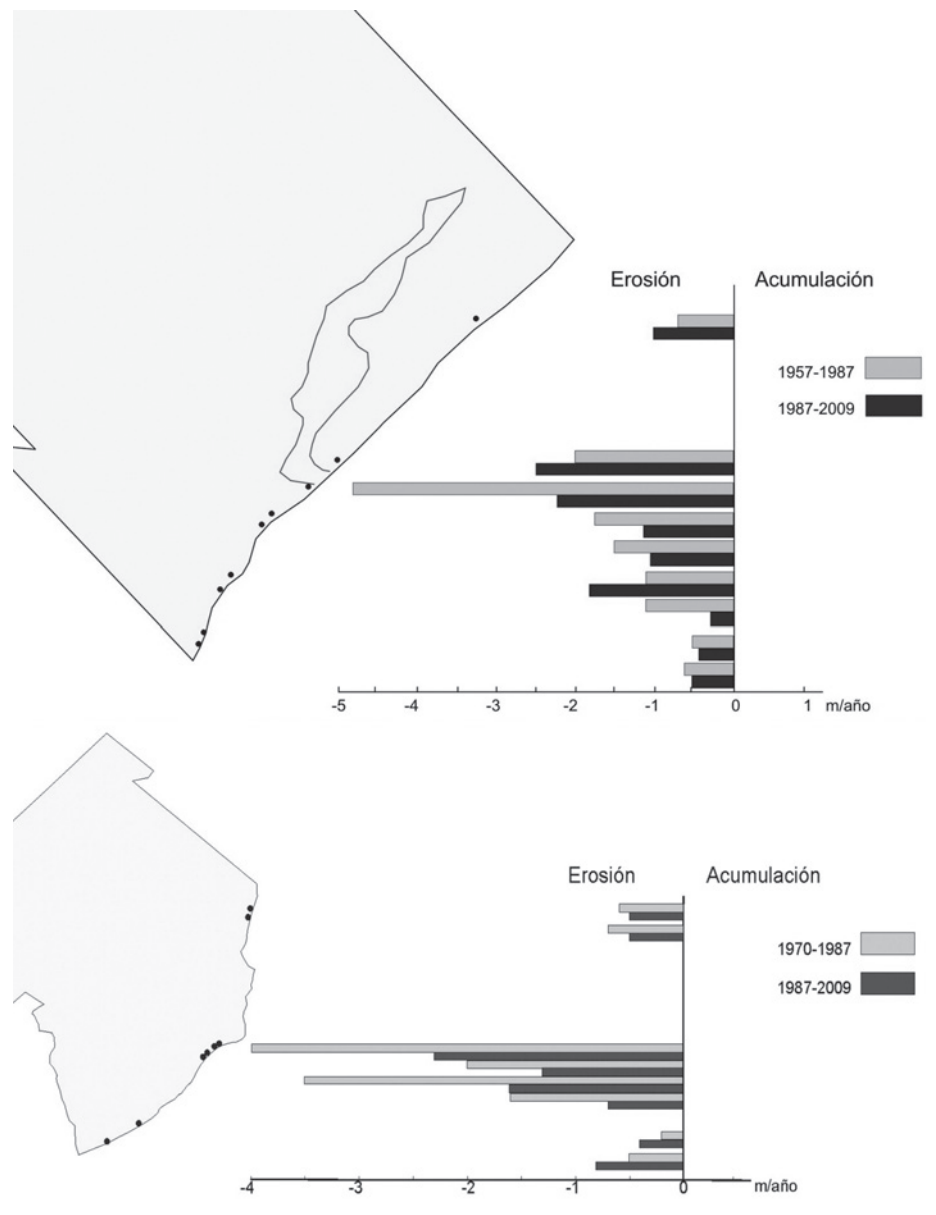 Erosión Acumulación
1957-1987
1987-2009
-5 -4 -3 -2 -1 0 1 m/año
Erosión Acumulación
1970-1987
1987-2009
-4 -3 -2 -1 0 m/año